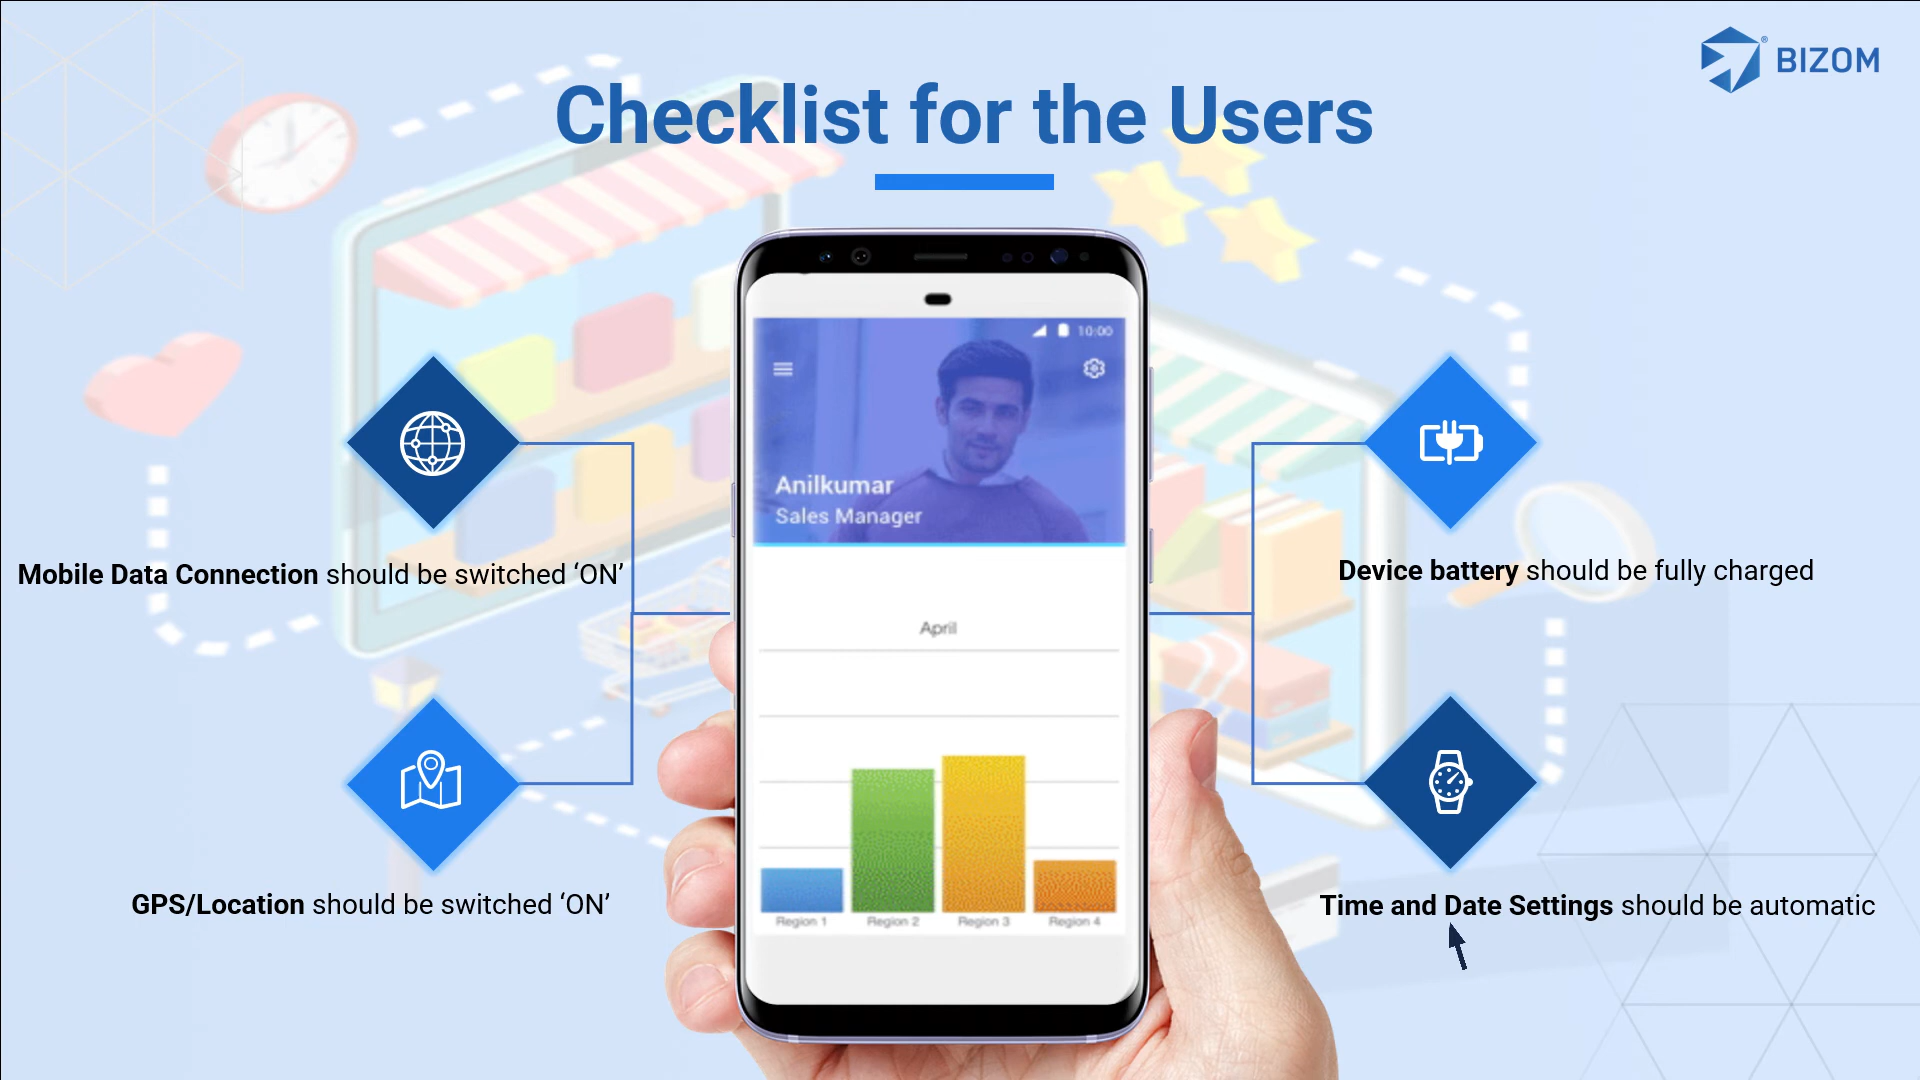 BIZOM
Checklist for the Users
10:00
Anilkumar
Sales Manager
Mobile Data Connection should be switched ‘ON’
Device battery should be fully charged
April
GPS/Location should be switched ‘ON’
Time and Date Settings should be automatic
Region 1 Region 2 Region 3 Region 4